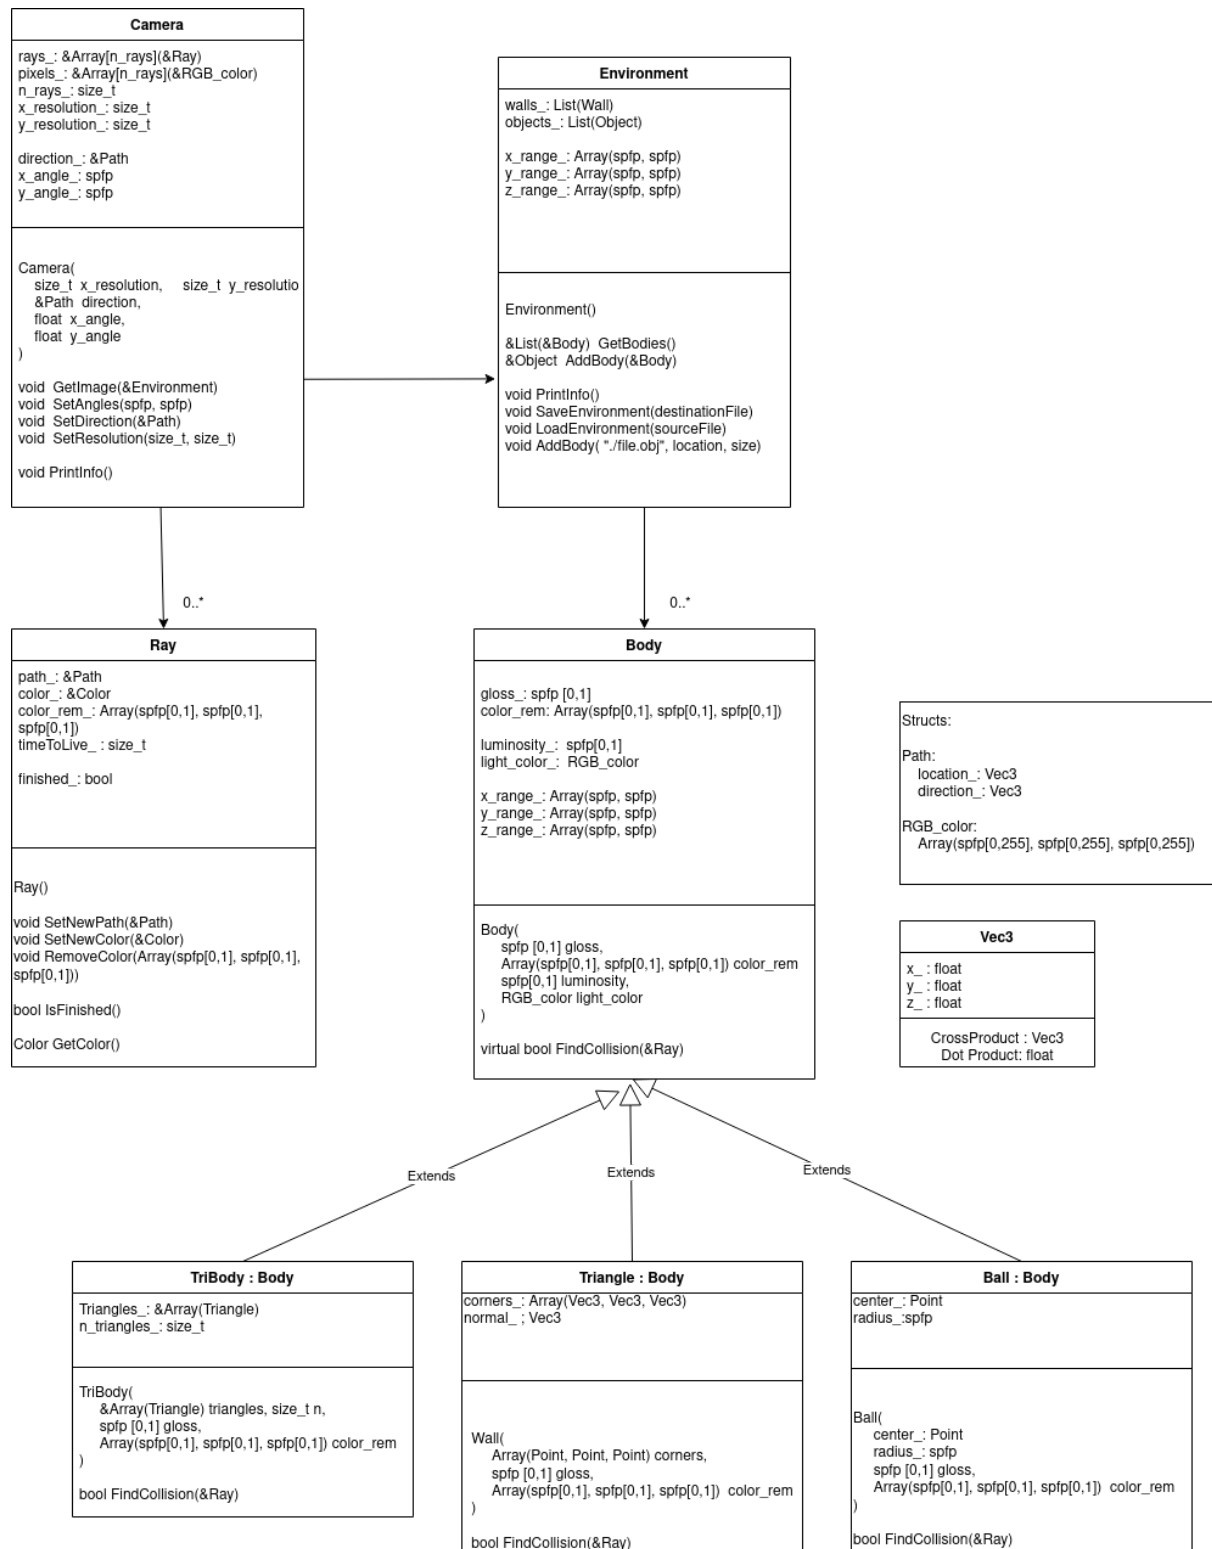 Camera
rays_: &Array[n_rays](&Ray)
pixels_: &Array[n_rays](&RGB_color)
n_rays_: size_t
x_resolution_: size_t
y_resolution_: size_t
direction_: &Path
x_angle_: spfp
y_angle_: spfp
Camera(
size_t x_resolution, size_t y_resolutio
&Path direction,
float x_angle,
float y_angle
)
void GetImage(&Environment)
void SetAngles(spfp, spfp)
void SetDirection(&Path)
void SetResolution(size_t, size_t)
void PrintInfo()
Environment
walls_: List(Wall)
objects_: List(Object)
x_range_: Array(spfp, spfp)
y_range_: Array(spfp, spfp)
z_range_: Array(spfp, spfp)
Environment()
&List(&Body) GetBodies()
&Object AddBody(&Body)
void PrintInfo()
void SaveEnvironment(destinationFile)
void LoadEnvironment(sourceFile)
void AddBody( "./file.obj", location, size)
0..*
0..*
Ray
path_: &Path
color_: &Color
color_rem_: Array(spfp[0,1], spfp[0,1],
spfp[0,1])
timeToLive_ : size_t
finished_: bool
Ray()
void SetNewPath(&Path)
void SetNewColor(&Color)
void RemoveColor(Array(spfp[0,1], spfp[0,1],
spfp[0,1]))
bool IsFinished()
Color GetColor()
Body
gloss_: spfp [0,1]
color_rem: Array(spfp[0,1], spfp[0,1], spfp[0,1])
luminosity_: spfp[0,1]
light_color_: RGB_color
x_range_: Array(spfp, spfp)
y_range_: Array(spfp, spfp)
z_range_: Array(spfp, spfp)
Body(
spfp [0,1] gloss,
Array(spfp[0,1], spfp[0,1], spfp[0,1]) color_rem
spfp[0,1] luminosity,
RGB_color light_color
)
virtual bool FindCollision(&Ray)
Structs:
Path:
location_: Vec3
direction_: Vec3
RGB_color:
Array(spfp[0,255], spfp[0,255], spfp[0,255])
Vec3
x_ : float
y_ : float
z_ : float
CrossProduct : Vec3
Dot Product: float
Extends
Extends
Extends
TriBody : Body
Triangles_: &Array(Triangle)
n_triangles_: size_t
TriBody(
&Array(Triangle) triangles, size_t n,
spfp [0,1] gloss,
Array(spfp[0,1], spfp[0,1], spfp[0,1]) color_rem
)
bool FindCollision(&Ray)
Triangle : Body
corners_: Array(Vec3, Vec3, Vec3)
normal_ ; Vec3
Wall(
Array(Point, Point, Point) corners,
spfp [0,1] gloss,
Array(spfp[0,1], spfp[0,1], spfp[0,1]) color_rem
)
bool FindCollision(&Ray)
Ball : Body
center_: Point
radius_:spfp
Ball(
center_: Point
radius_: spfp
spfp [0,1] gloss,
Array(spfp[0,1], spfp[0,1], spfp[0,1]) color_rem
)
bool FindCollision(&Ray)